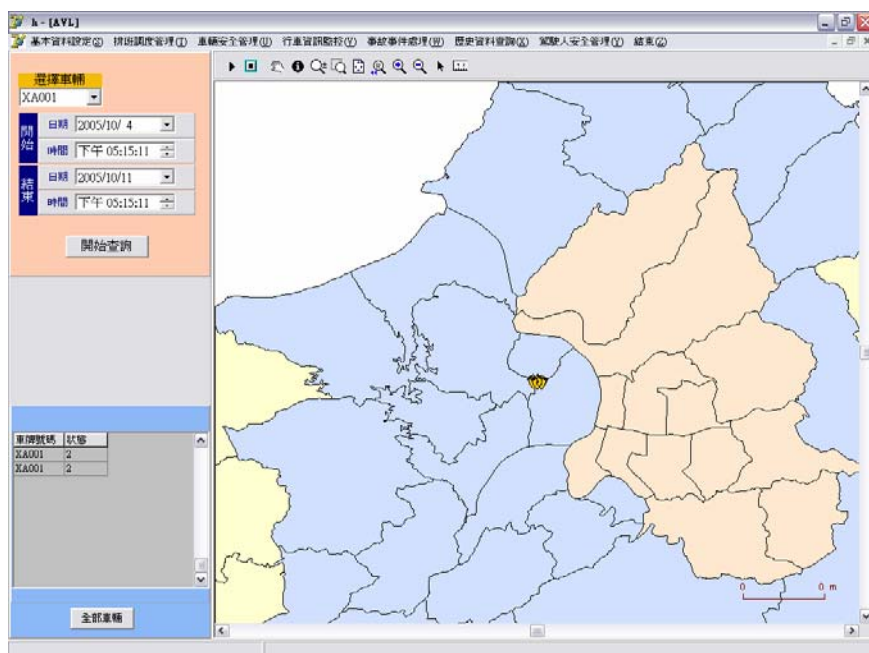 h - [AVL]
基本資料設定(S) 排班調度管理(T) 車輛安全管理(U) 行車資訊監控(V) 事故事件處理(W) 歷史資料查詢(X) 駕駛人安全管理(Y) 結束(Z)
選擇車輛
XA001
開始
日期 2005/10/ 4
時間 下午 05:15:11
結束
日期 2005/10/11
時間 下午 05:15:11
開始查詢
車牌號碼 狀態
XA001 2
XA001 2
全部車輛
0 0 m